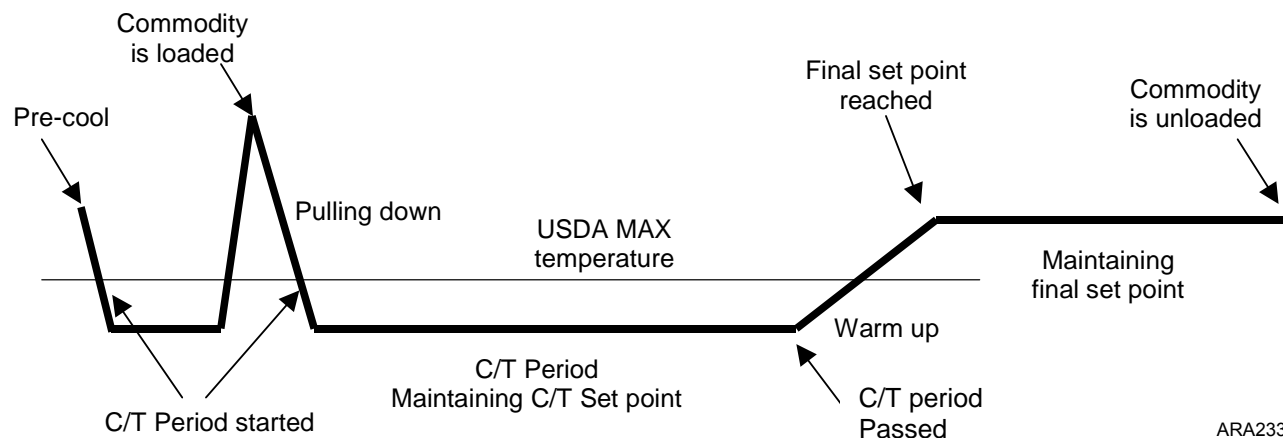 Commodity
is loaded
Final set point
reached
Commodity
is unloaded
Pre-cool
Pulling down
USDA MAX
temperature
Maintaining
final set point
Warm up
C/T Period
Maintaining C/T Set point
C/T Period started
C/T period
Passed
ARA233